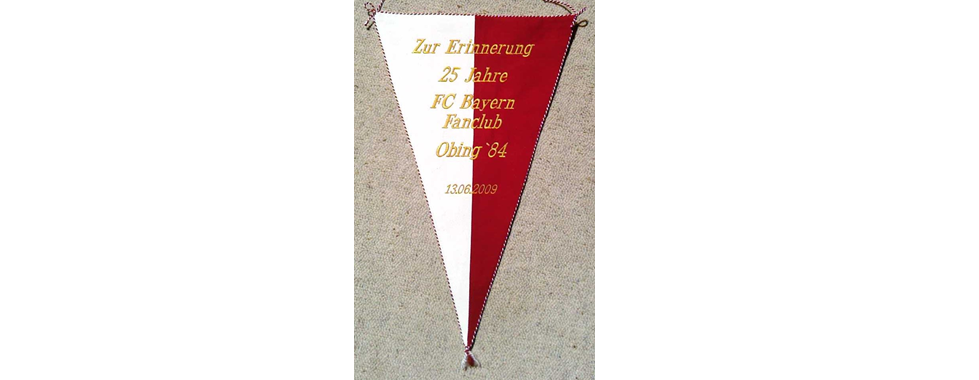 Zur Erinnerung
25 Jahre
FC Bayern
Fanclub
Obing `84
13.06.2009